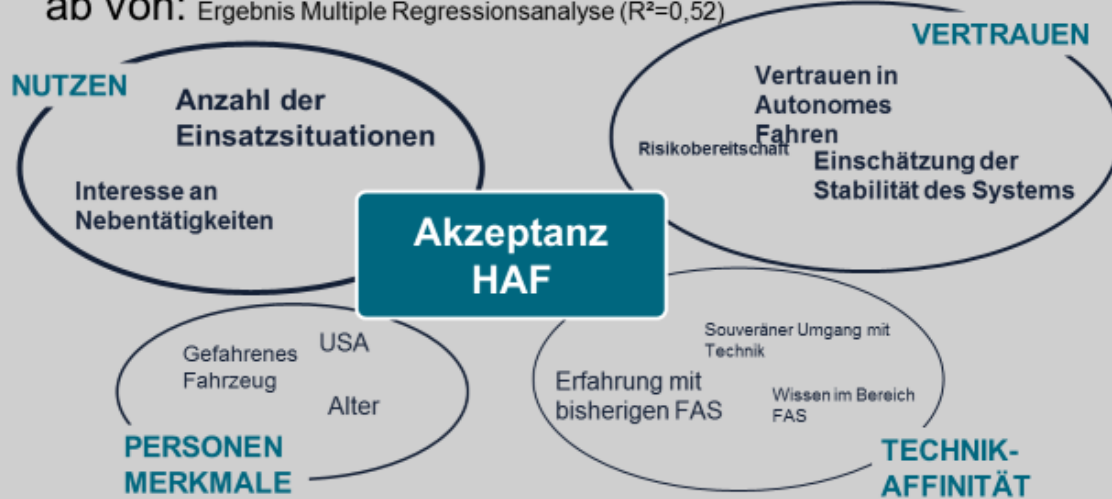 ab von: Ergebnis Multiple Regressionsanalyse (R²=0,52)
NUTZEN
Anzahl der
Einsatzsituationen
Interesse an
Nebentätigkeiten
VERTRAUEN
Vertrauen in
Autonomes
Fahren
Risikobereitschaft
Einschätzung der
Stabilität des Systems
Akzeptanz
HAF
Gefahrenes
Fahrzeug
USA
Alter
PERSONEN
MERKMALE
Souveräner Umgang mit
Technik
Erfahrung mit
bisherigen FAS
Wissen im Bereich
FAS
TECHNIK-
AFFINITÄT